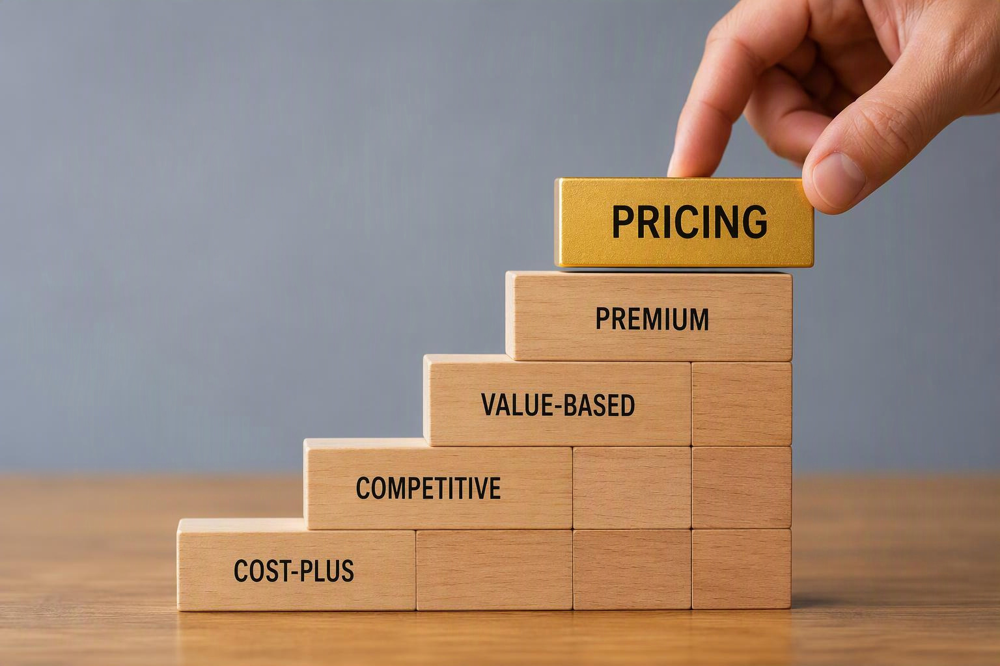 PRICING
PREMIUM
VALUE-BASED
COMPETITIVE
COST-PLUS